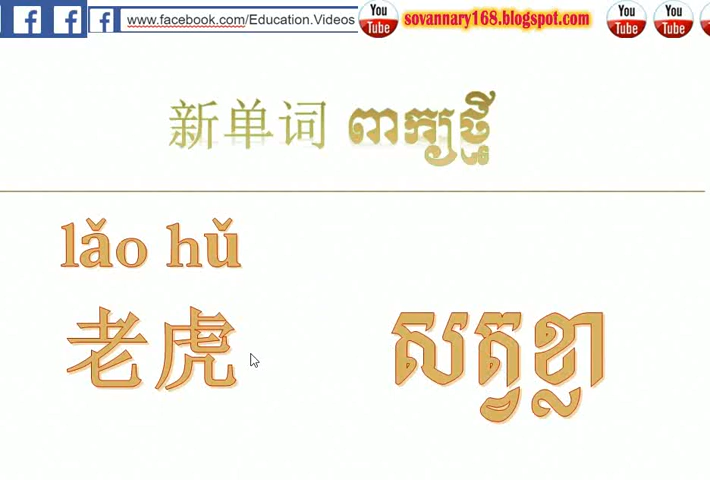 www.facebook.com/Education.Videos sovannary168.blogspot.com
You Tube You Tube You Tube
新单词 ពាក្យថ្មី
lǎo hǔ
老虎 សត្វខ្លា